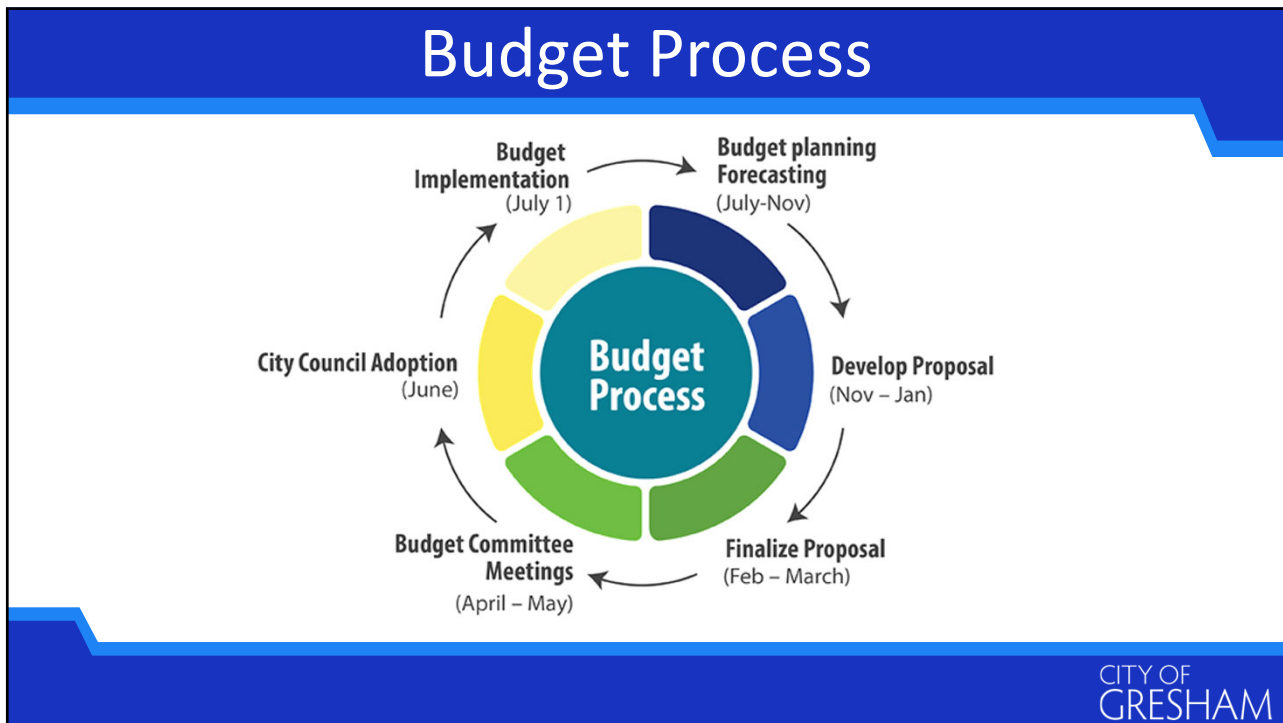 Budget Process
Budget
Implementation
(July 1)
Budget planning
Forecasting
(July-Nov)
City Council Adoption
(June)
Budget
Process
Develop Proposal
(Nov – Jan)
Budget Committee
Meetings
(April – May)
Finalize Proposal
(Feb – March)
CITY OF
GRESHAM